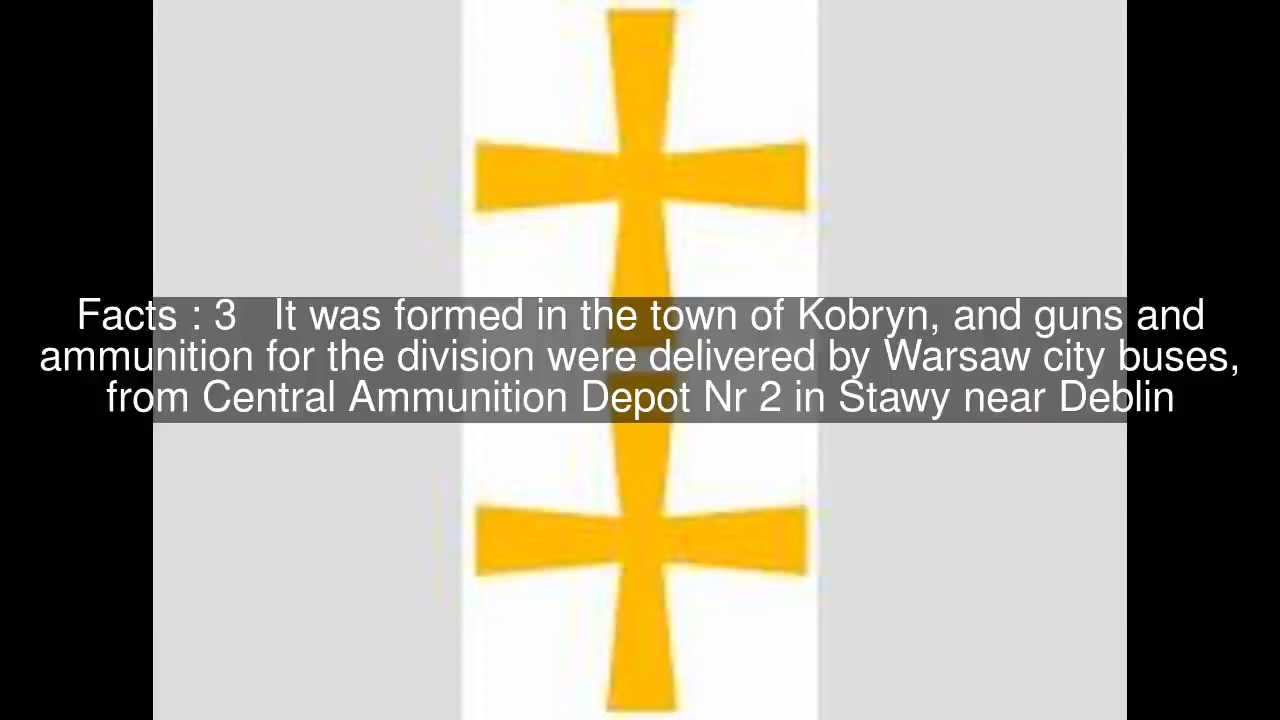 Facts : 3   It was formed in the town of Kobryn, and guns and
ammunition for the division were delivered by Warsaw city buses,
from Central Ammunition Depot Nr 2 in Stawy near Deblin